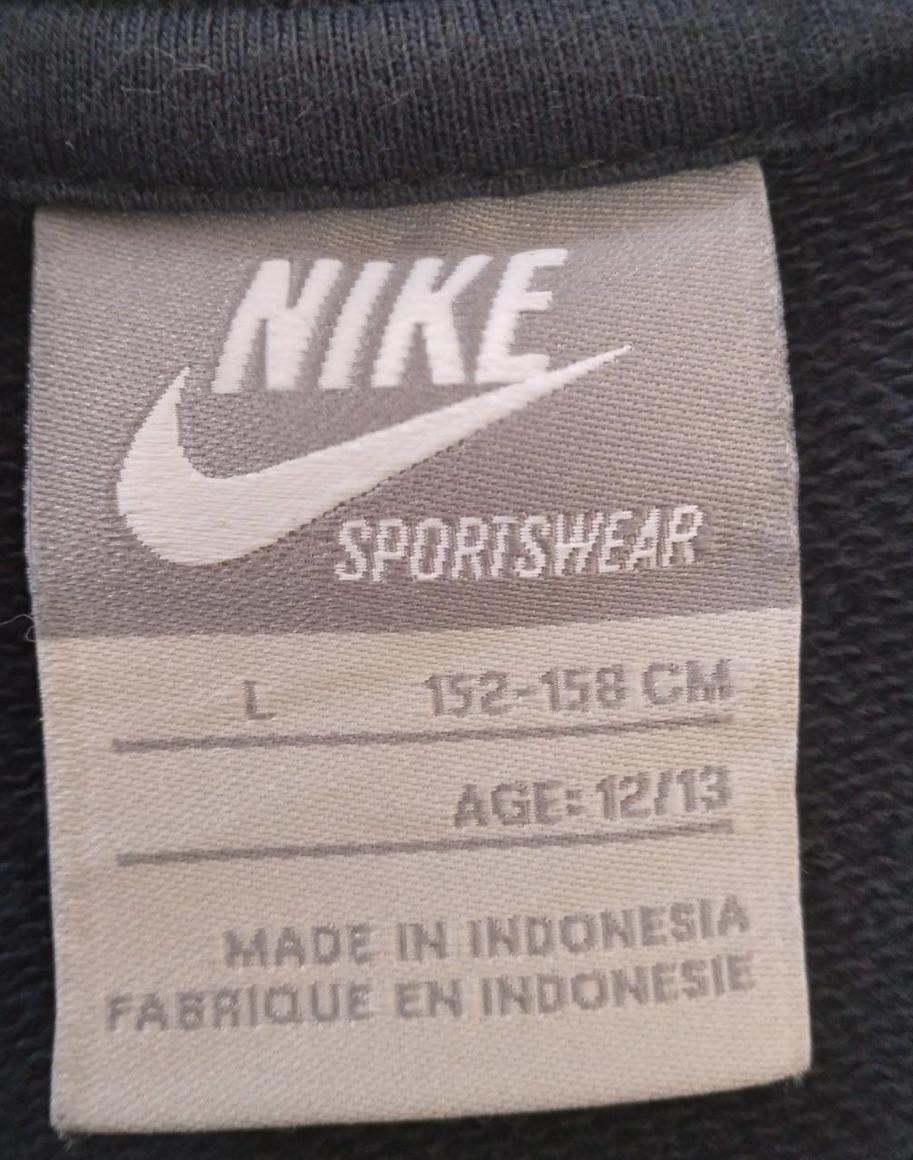 NIKE
SPORTSWEAR
L 152-158 CM
AGE: 12/13
MADE IN INDONESIA
FABRIQUE EN INDONESIE